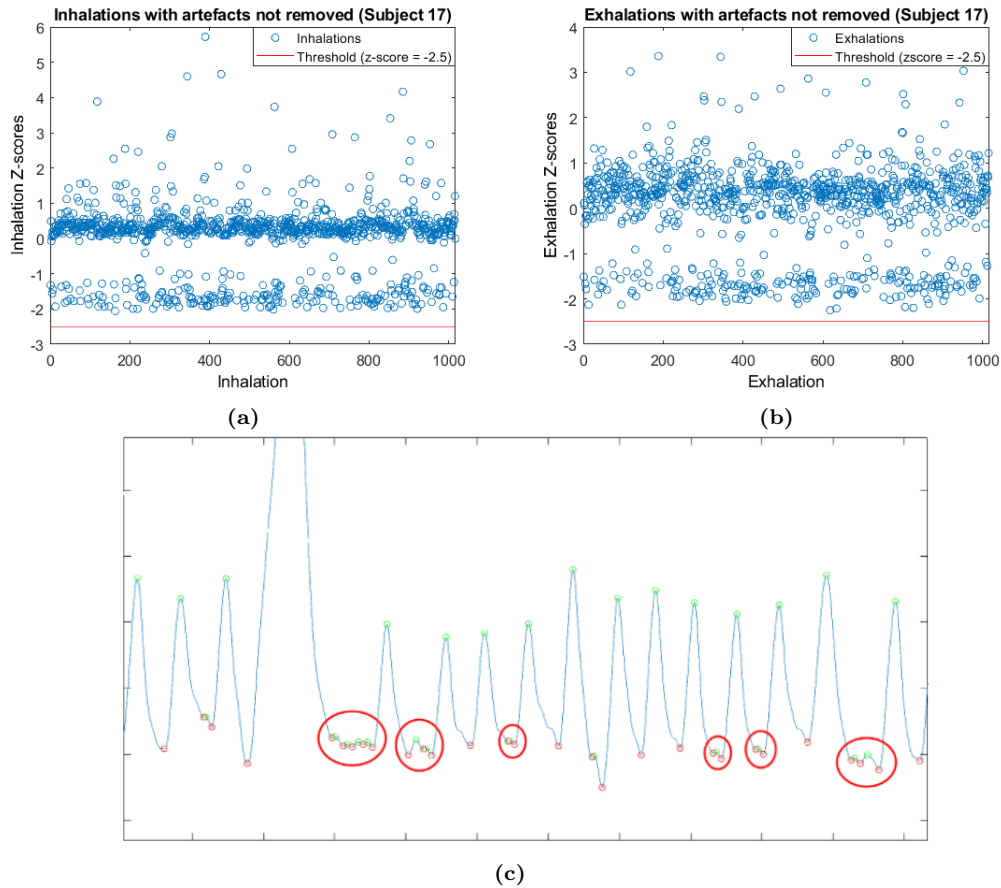 Inhalations with artefacts not removed (Subject 17)
Inhalations
Threshold (z-score = -2.5)
6
5
4
3
2
1
0
-1
-2
-3
Inhalation Z-scores
0 200 400 600 800 1000
Inhalation
(a)
Exhalations with artefacts not removed (Subject 17)
Exhalations
Threshold (zscore = -2.5)
4
3
2
1
0
-1
-2
-3
Exhalation Z-scores
0 200 400 600 800 1000
Exhalation
(b)
(c)